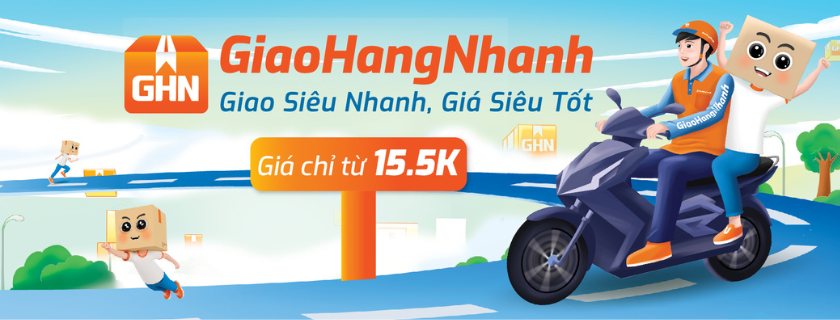 GHN
GiaoHangNhanh
Giao Siêu Nhanh, Giá Siêu Tốt
Giá chỉ từ 15.5K
GHN
GiaoHangNhanh